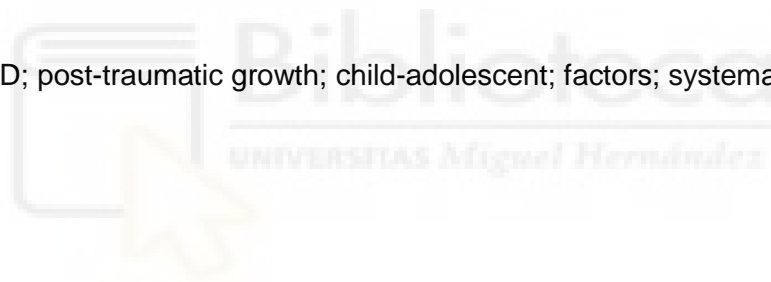 Biblioteca
D; post-traumatic growth; child-adolescent; factors; systema
UNIVERSITAS Miguel Hernández